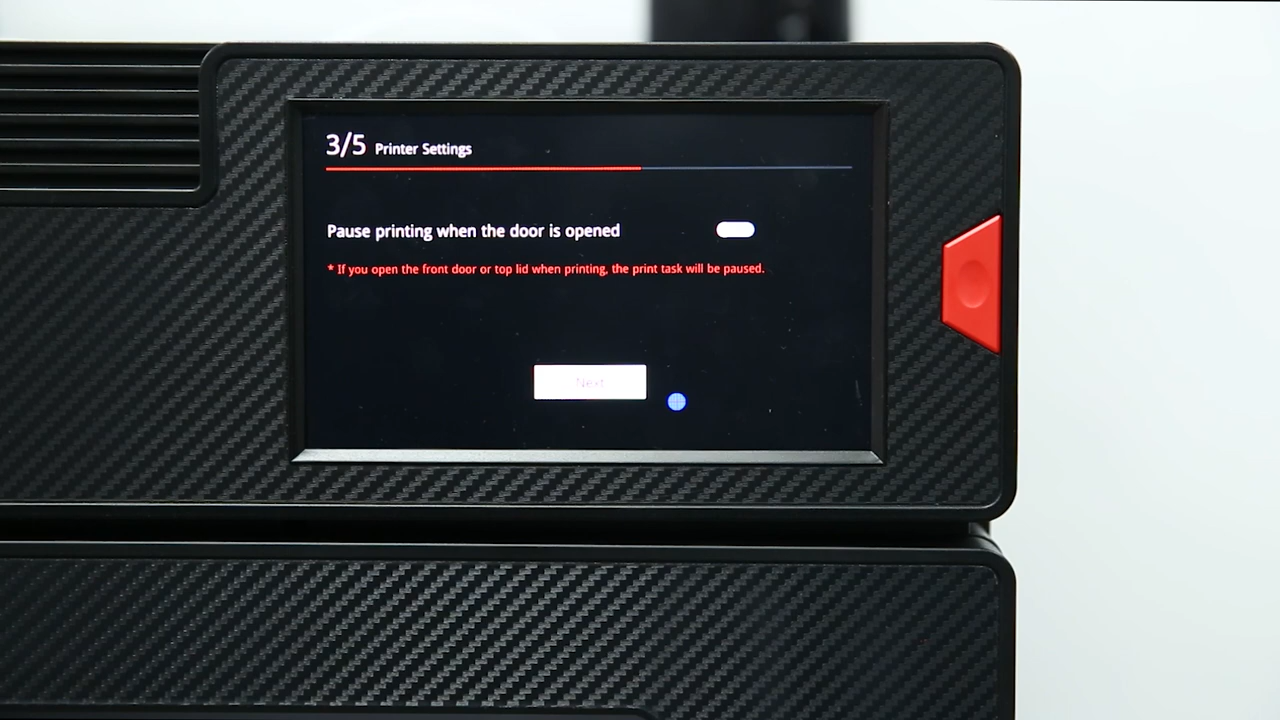 3/5 Printer Settings
Pause printing when the door is opened
* If you open the front door or top lid when printing, the print task will be paused.
Next